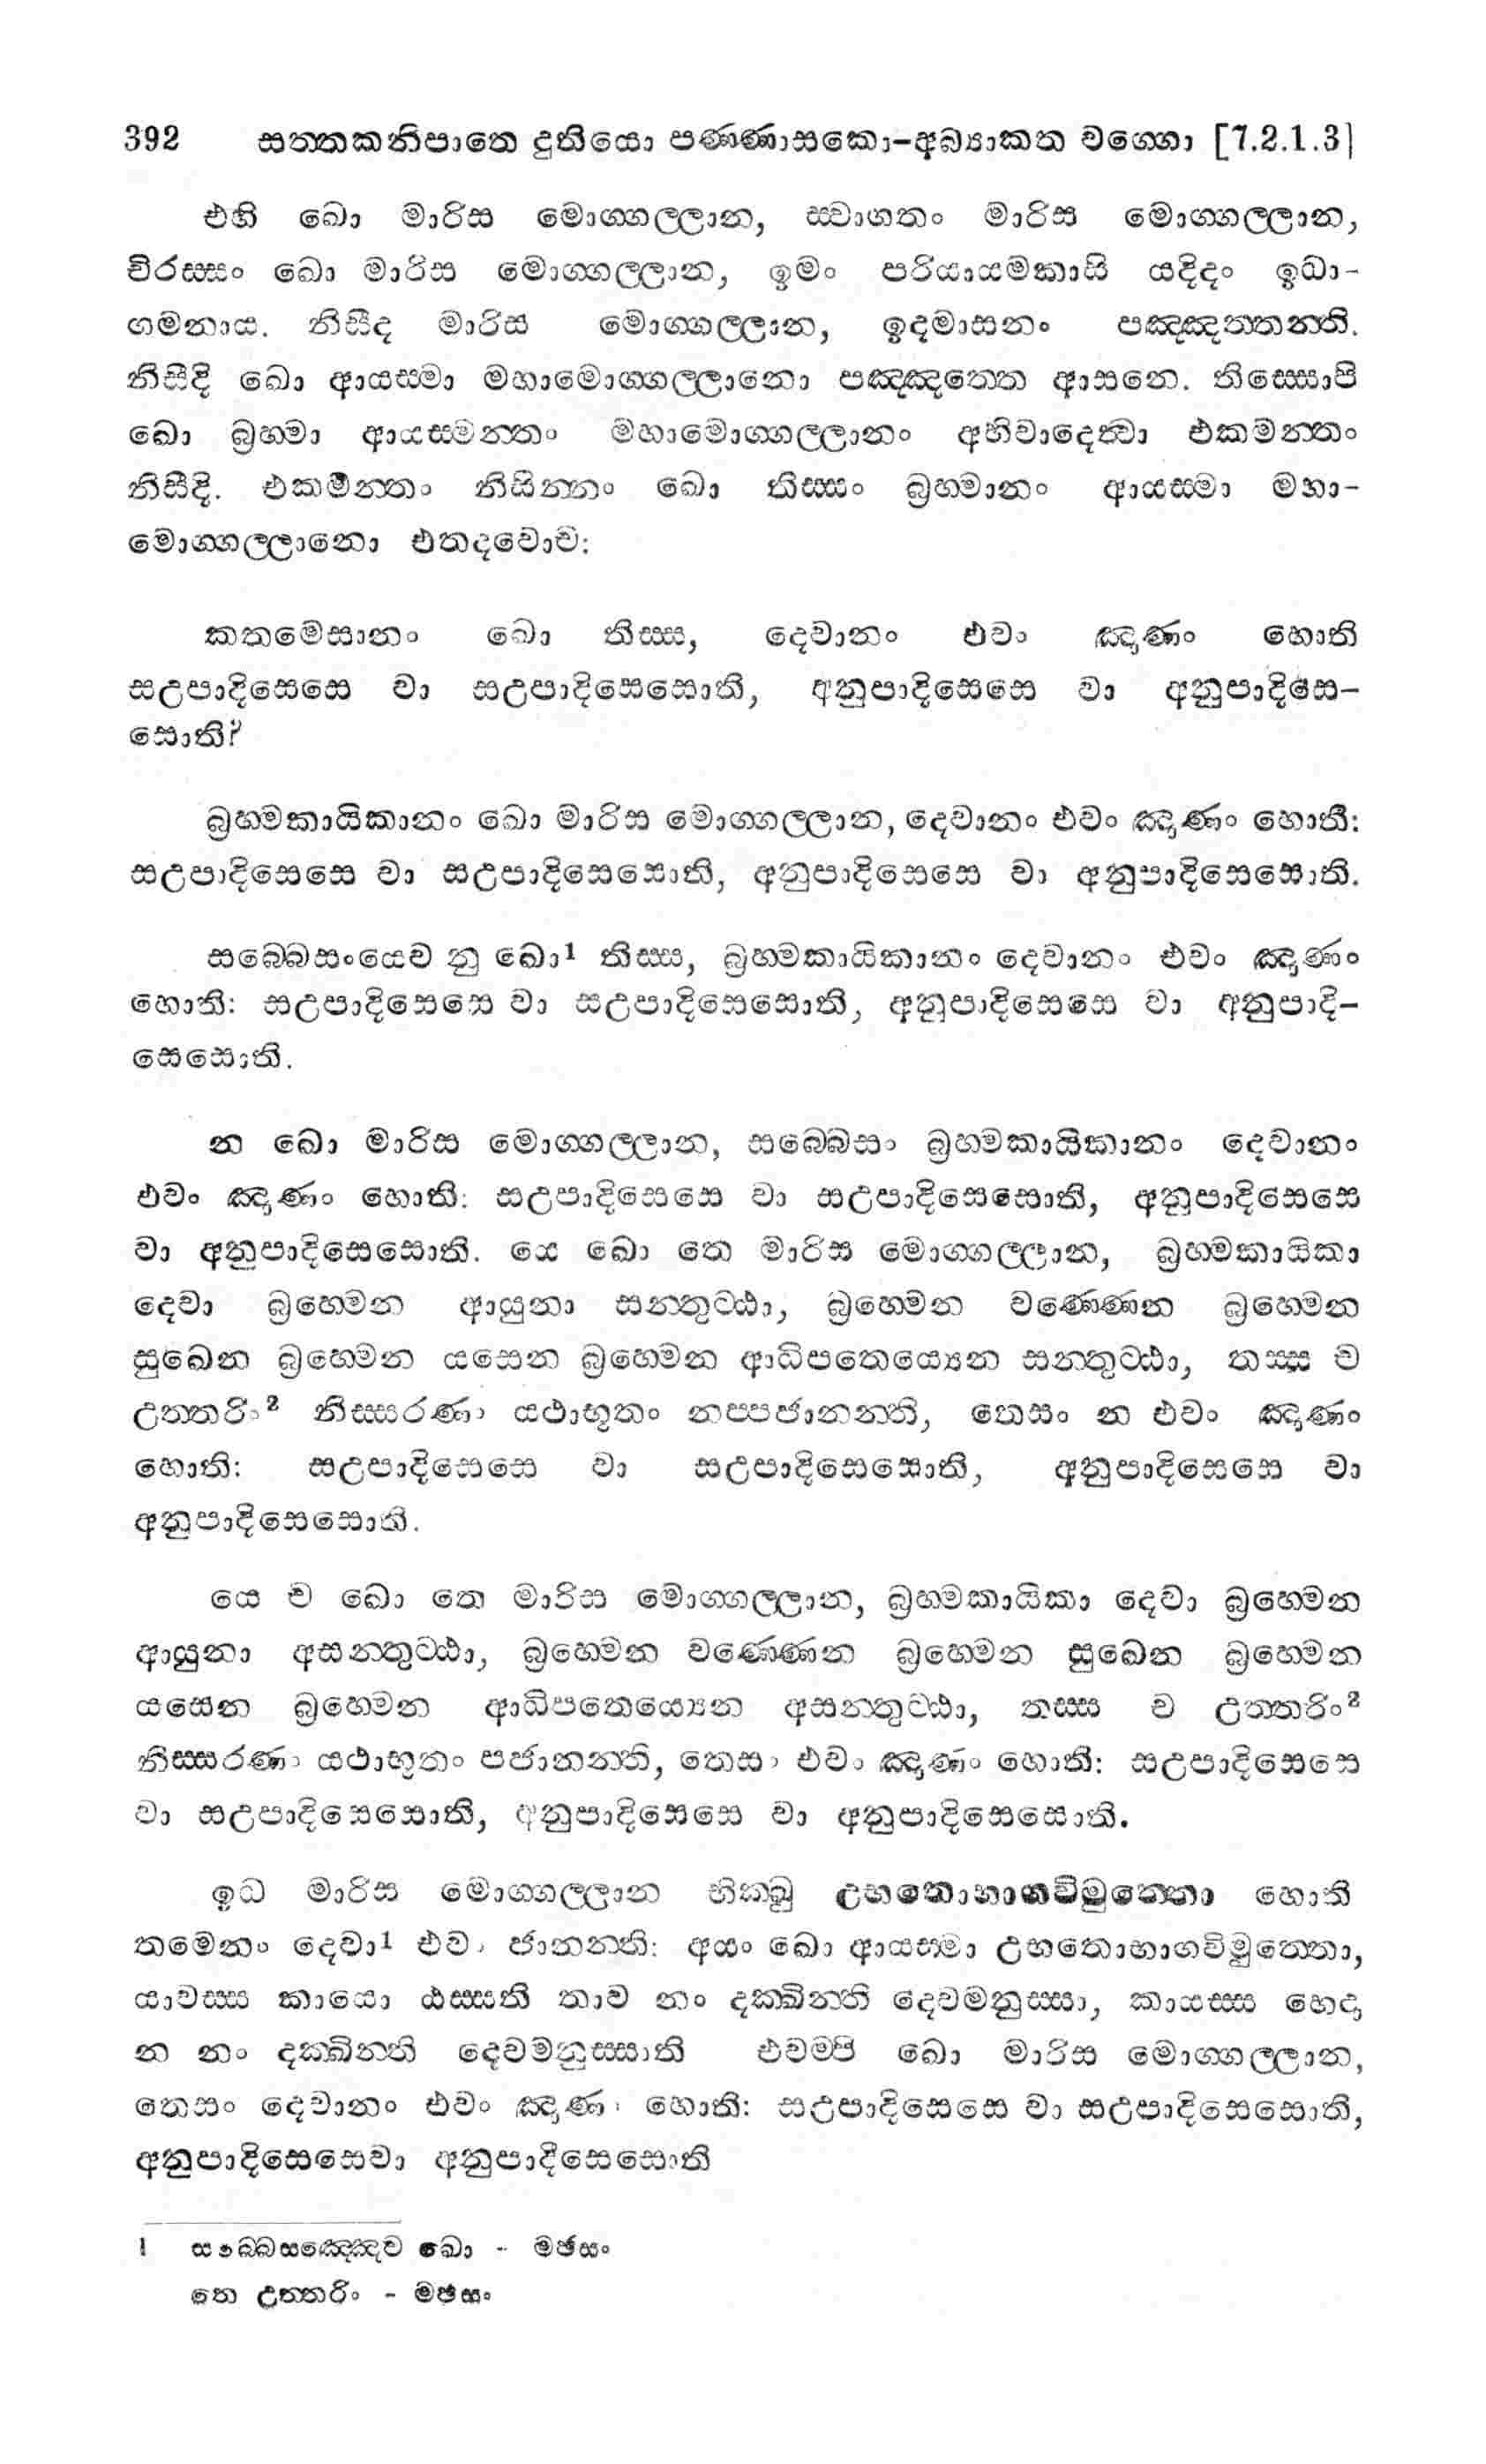 392 සත්තකනිපාතෙ දුතියො පණ්ණාසකො-අබ්‍යාකත වග්ගො [7.2.1.3]
එහි ඛො මාරිස මොග්ගල්ලාන, ස්වාගතං මාරිස මොග්ගල්ලාන,
චිරස්සං ඛො මාරිස මොග්ගල්ලාන, ඉමං පරියායමකාසි යදිදං ඉධා-
ගමනාය. නිසීද මාරිස මොග්ගල්ලාන, ඉදමාසනං පඤ්ඤත්තන්ති.
නිසීදි ඛො ආයස්මා මහාමොග්ගල්ලානො පඤ්ඤත්තෙ ආසනෙ. තිස්සොපි
ඛො බ්‍රහ්මා ආයස්මන්තං මහාමොග්ගල්ලානං අභිවාදෙත්වා එකමන්තං
නිසීදි. එකමන්තං නිසින්නං ඛො තිස්සං බ්‍රහ්මානං ආයස්මා මහා-
මොග්ගල්ලානො එතදවොච:
කතමෙසානං ඛො තිස්ස, දෙවානං එවං ඤාණං හොති
සඋපාදිසෙසෙ වා සඋපාදිසෙසොති, අනුපාදිසෙසෙ වා අනුපාදිසෙ-
සොති?
බ්‍රහ්මකායිකානං ඛො මාරිස මොග්ගල්ලාන, දෙවානං එවං ඤාණං හොති:
සඋපාදිසෙසෙ වා සඋපාදිසෙසොති, අනුපාදිසෙසෙ වා අනුපාදිසෙසොති.
සබ්බෙසංයෙව නු ඛො¹ තිස්ස, බ්‍රහ්මකායිකානං දෙවානං එවං ඤාණං
හොති: සඋපාදිසෙසෙ වා සඋපාදිසෙසොති, අනුපාදිසෙසෙ වා අනුපාදි-
සෙසොති.
න ඛො මාරිස මොග්ගල්ලාන, සබ්බෙසං බ්‍රහ්මකායිකානං දෙවානං
එවං ඤාණං හොති: සඋපාදිසෙසෙ වා සඋපාදිසෙසොති, අනුපාදිසෙසෙ
වා අනුපාදිසෙසොති. යෙ ඛො තෙ මාරිස මොග්ගල්ලාන, බ්‍රහ්මකායිකා
දෙවා බ්‍රහ්මෙන ආයුනා සන්තුට්ඨා, බ්‍රහ්මෙන වණ්ණෙන බ්‍රහ්මෙන
සුඛෙන බ්‍රහ්මෙන යසෙන බ්‍රහ්මෙන ආධිපතෙය්‍යෙන සන්තුට්ඨා, තස්ස ච
උත්තරිං² නිස්සරණං යථාභූතං නප්පජානන්ති, තෙසං න එවං ඤාණං
හොති: සඋපාදිසෙසෙ වා සඋපාදිසෙසොති, අනුපාදිසෙසෙ වා
අනුපාදිසෙසොති.
යෙ ච ඛො තෙ මාරිස මොග්ගල්ලාන, බ්‍රහ්මකායිකා දෙවා බ්‍රහ්මෙන
ආයුනා අසන්තුට්ඨා, බ්‍රහ්මෙන වණ්ණෙන බ්‍රහ්මෙන සුඛෙන බ්‍රහ්මෙන
යසෙන බ්‍රහ්මෙන ආධිපතෙය්‍යෙන අසන්තුට්ඨා, තස්ස ච උත්තරිං²
නිස්සරණං යථාභූතං පජානන්ති, තෙසං එවං ඤාණං හොති: සඋපාදිසෙසෙ
වා සඋපාදිසෙසොති, අනුපාදිසෙසෙ වා අනුපාදිසෙසොති.
ඉධ මාරිස මොග්ගල්ලාන භික්ඛු උභතොභාගවිමුත්තො හොති
තමෙනං දෙවා¹ එවං ජානන්ති: අයං ඛො ආයස්මා උභතොභාගවිමුත්තො,
යාවස්ස කායො ඨස්සති තාව නං දක්ඛින්ති දෙවමනුස්සා, කායස්ස භෙදා
න නං දක්ඛින්ති දෙවමනුස්සාති එවම්පි ඛො මාරිස මොග්ගල්ලාන,
තෙසං දෙවානං එවං ඤාණං හොති: සඋපාදිසෙසෙ වා සඋපාදිසෙසොති,
අනුපාදිසෙසෙවා අනුපාදිසෙසොති
1 සබ්බෙසඤ්ඤෙව ඛො - මඡසං
තෙ උත්තරිං - මඡසං